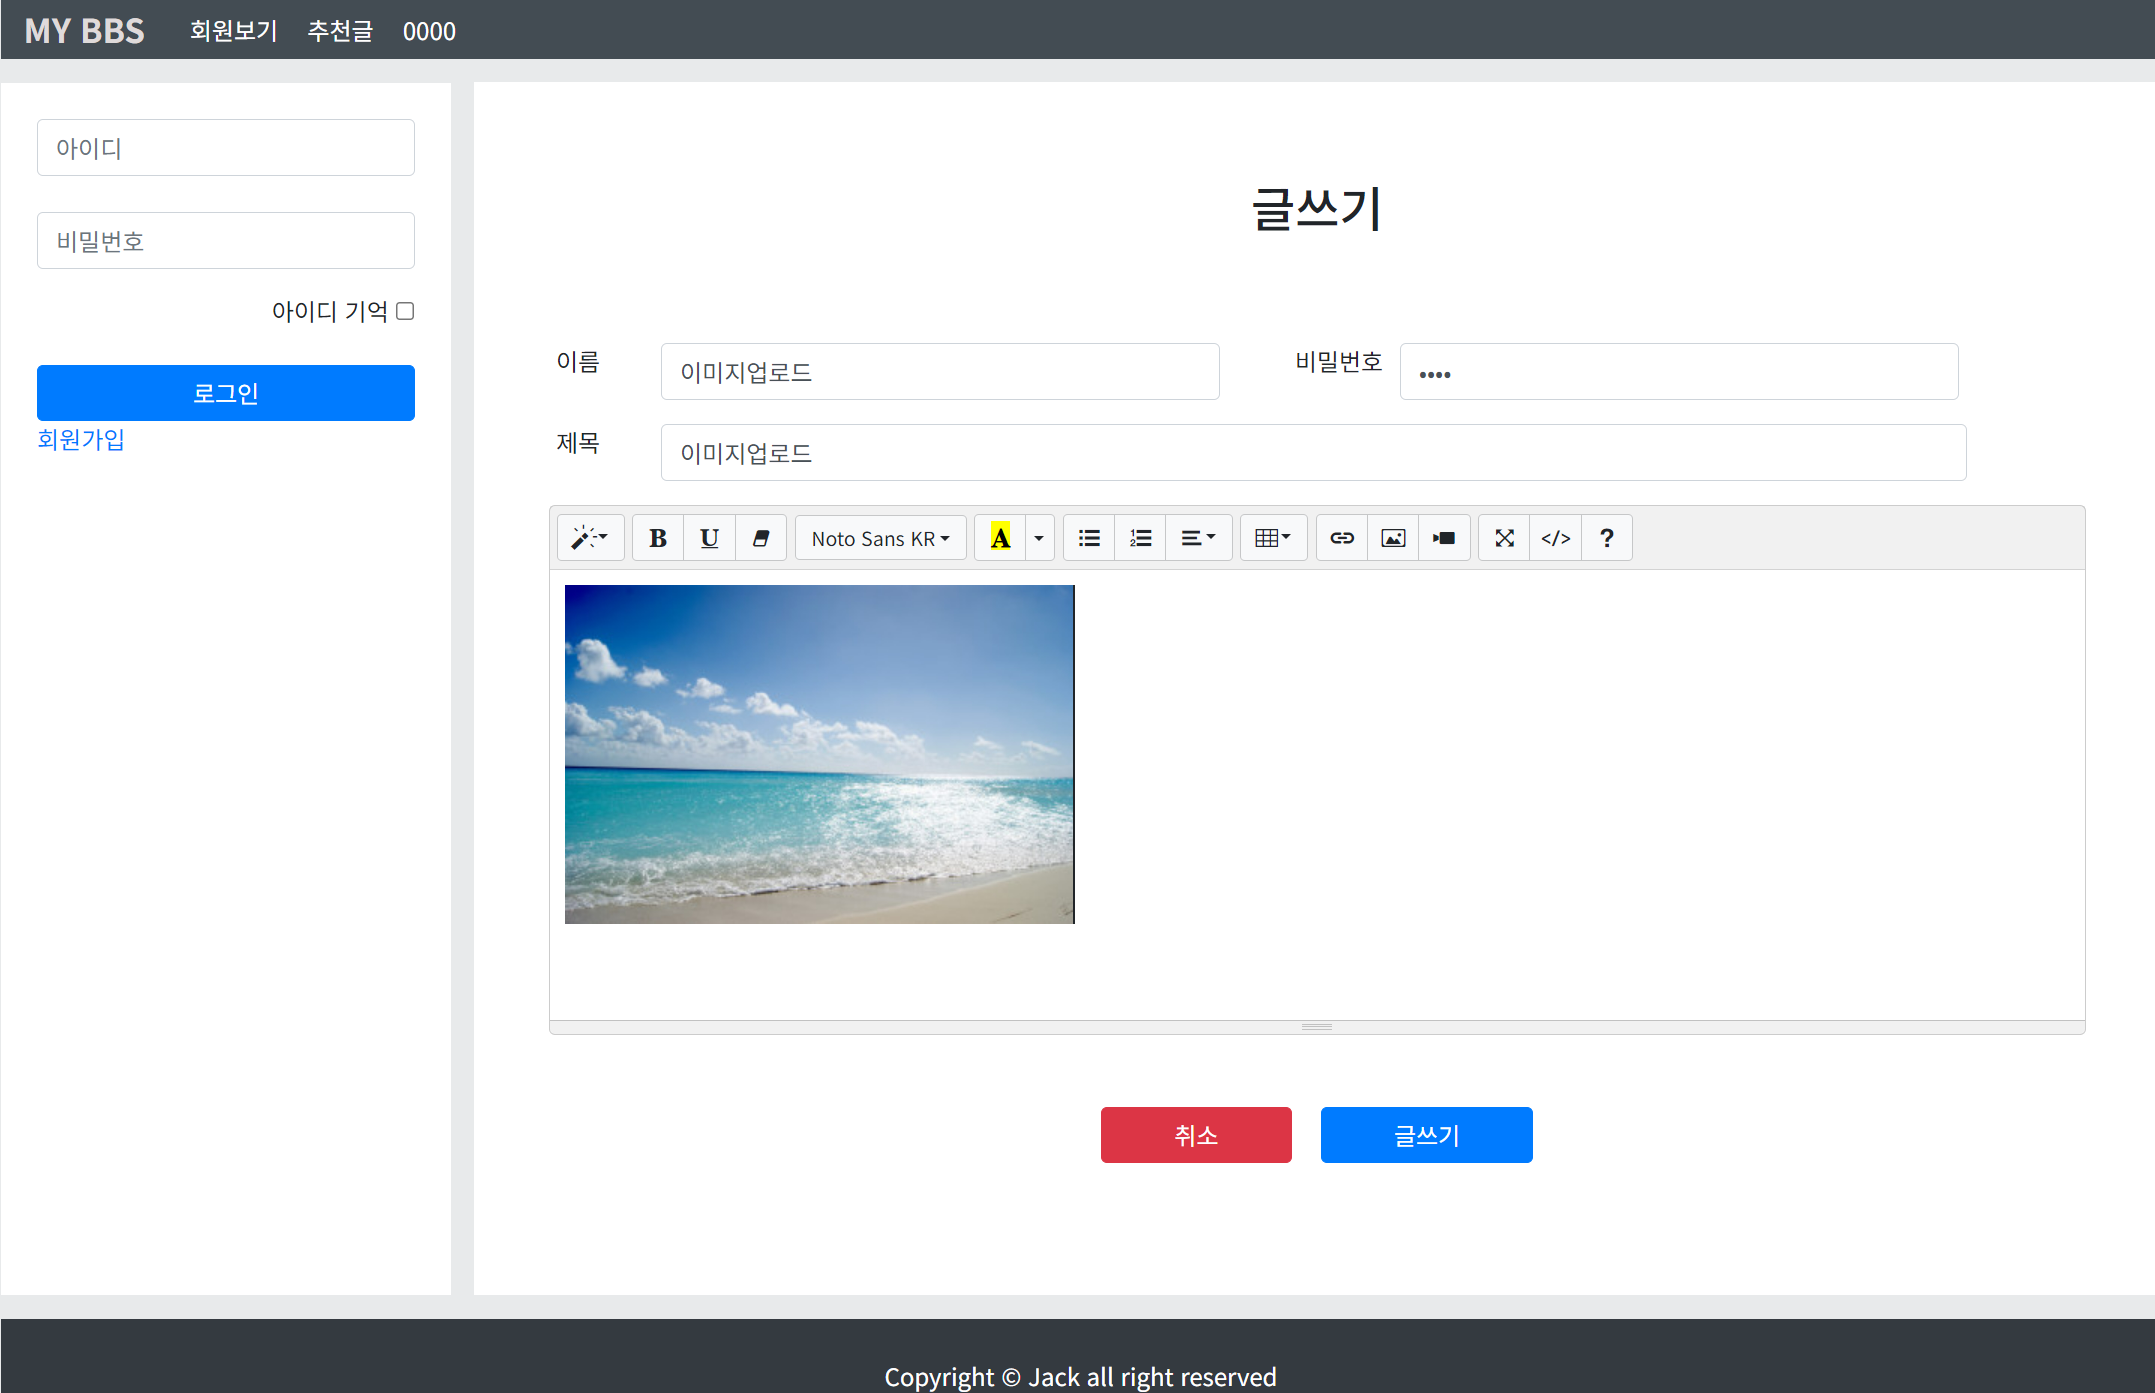 MY BBS 회원보기 추천글 0000
아이디
비밀번호
아이디 기억
로그인
회원가입
글쓰기
이름 이미지업로드 비밀번호 ••••
제목 이미지업로드
B U Noto Sans KR A </> ?
취소 글쓰기
Copyright © Jack all right reserved